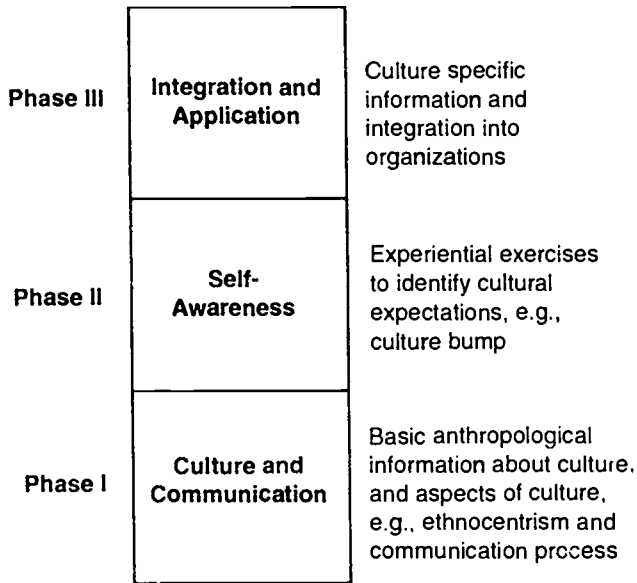 Phase III
Integration and
Application
Culture specific
information and
integration into
organizations
Phase II
Self-
Awareness
Experiential exercises
to identify cultural
expectations, e.g.,
culture bump
Phase I
Culture and
Communication
Basic anthropological
information about culture,
and aspects of culture,
e.g., ethnocentrism and
communication process